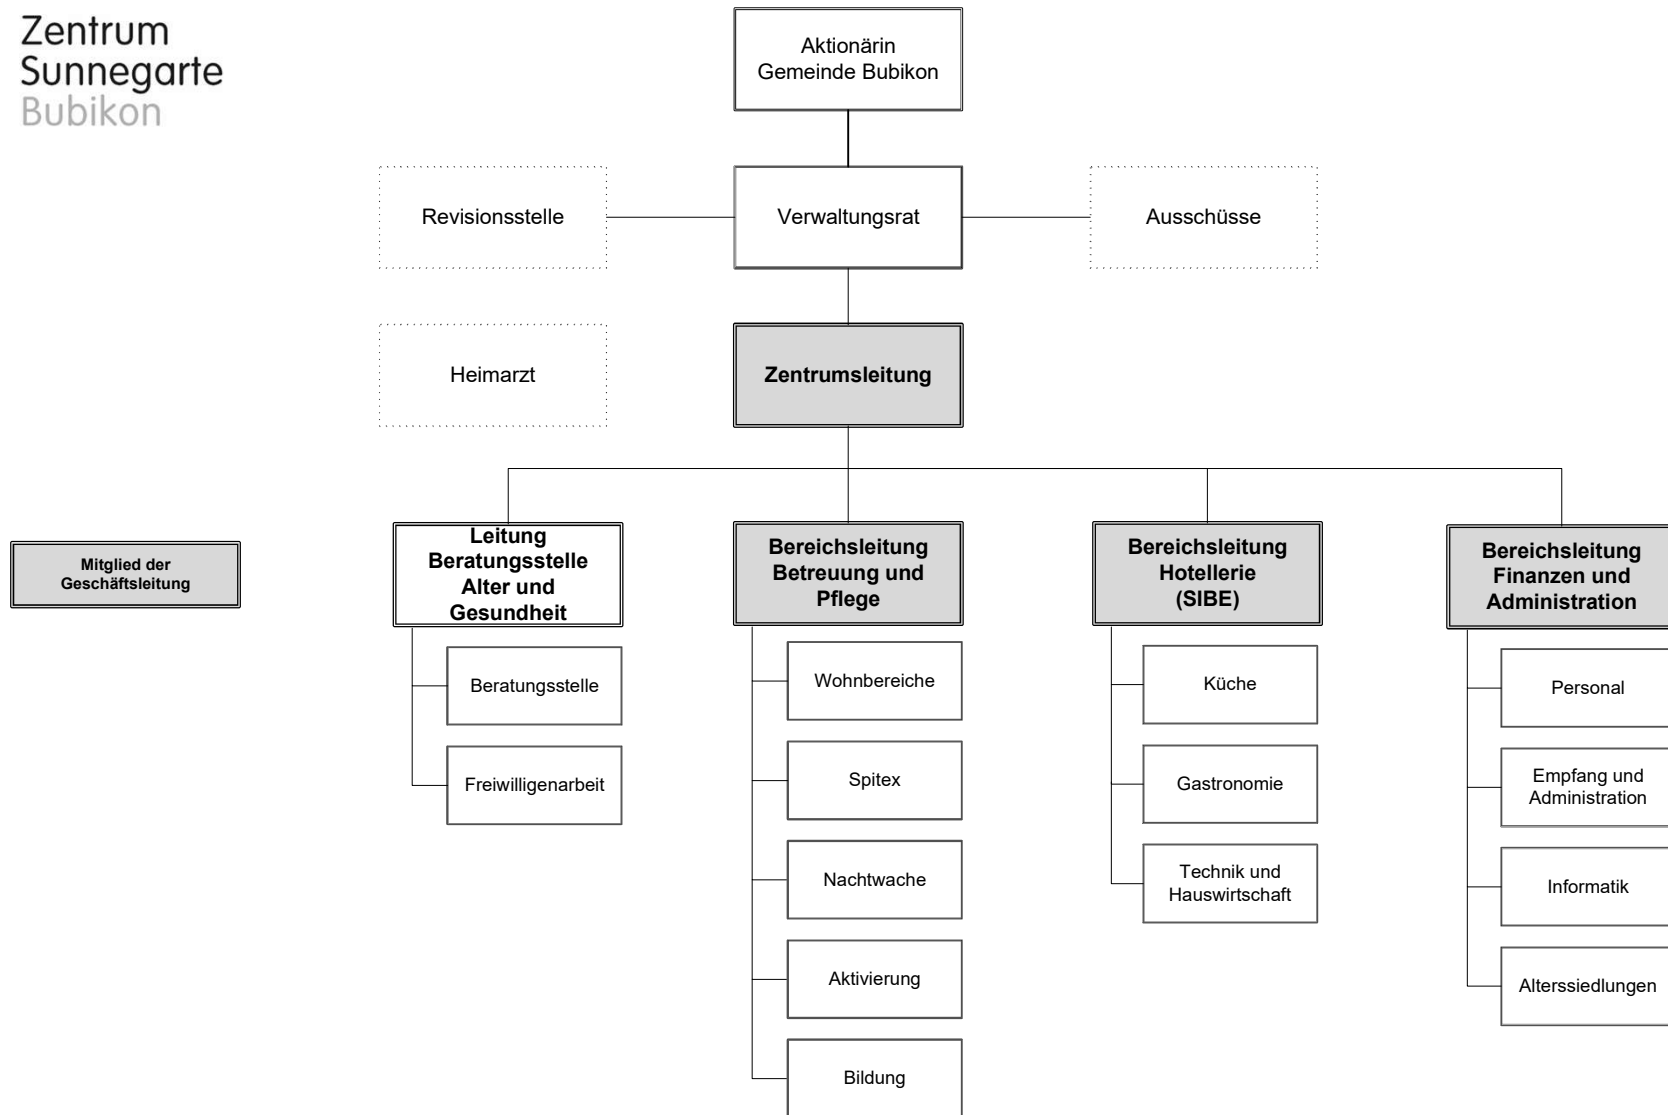 Zentrum
Sunnegarte
Bubikon
Aktionärin
Gemeinde Bubikon
Revisionsstelle
Verwaltungsrat
Ausschüsse
Heimarzt
Zentrumsleitung
Mitglied der
Geschäftsleitung
Leitung
Beratungsstelle
Alter und
Gesundheit
Beratungsstelle
Freiwilligenarbeit
Bereichsleitung
Betreuung und
Pflege
Wohnbereiche
Spitex
Nachtwache
Aktivierung
Bildung
Bereichsleitung
Hotellerie
(SIBE)
Küche
Gastronomie
Technik und
Hauswirtschaft
Bereichsleitung
Finanzen und
Administration
Personal
Empfang und
Administration
Informatik
Alterssiedlungen